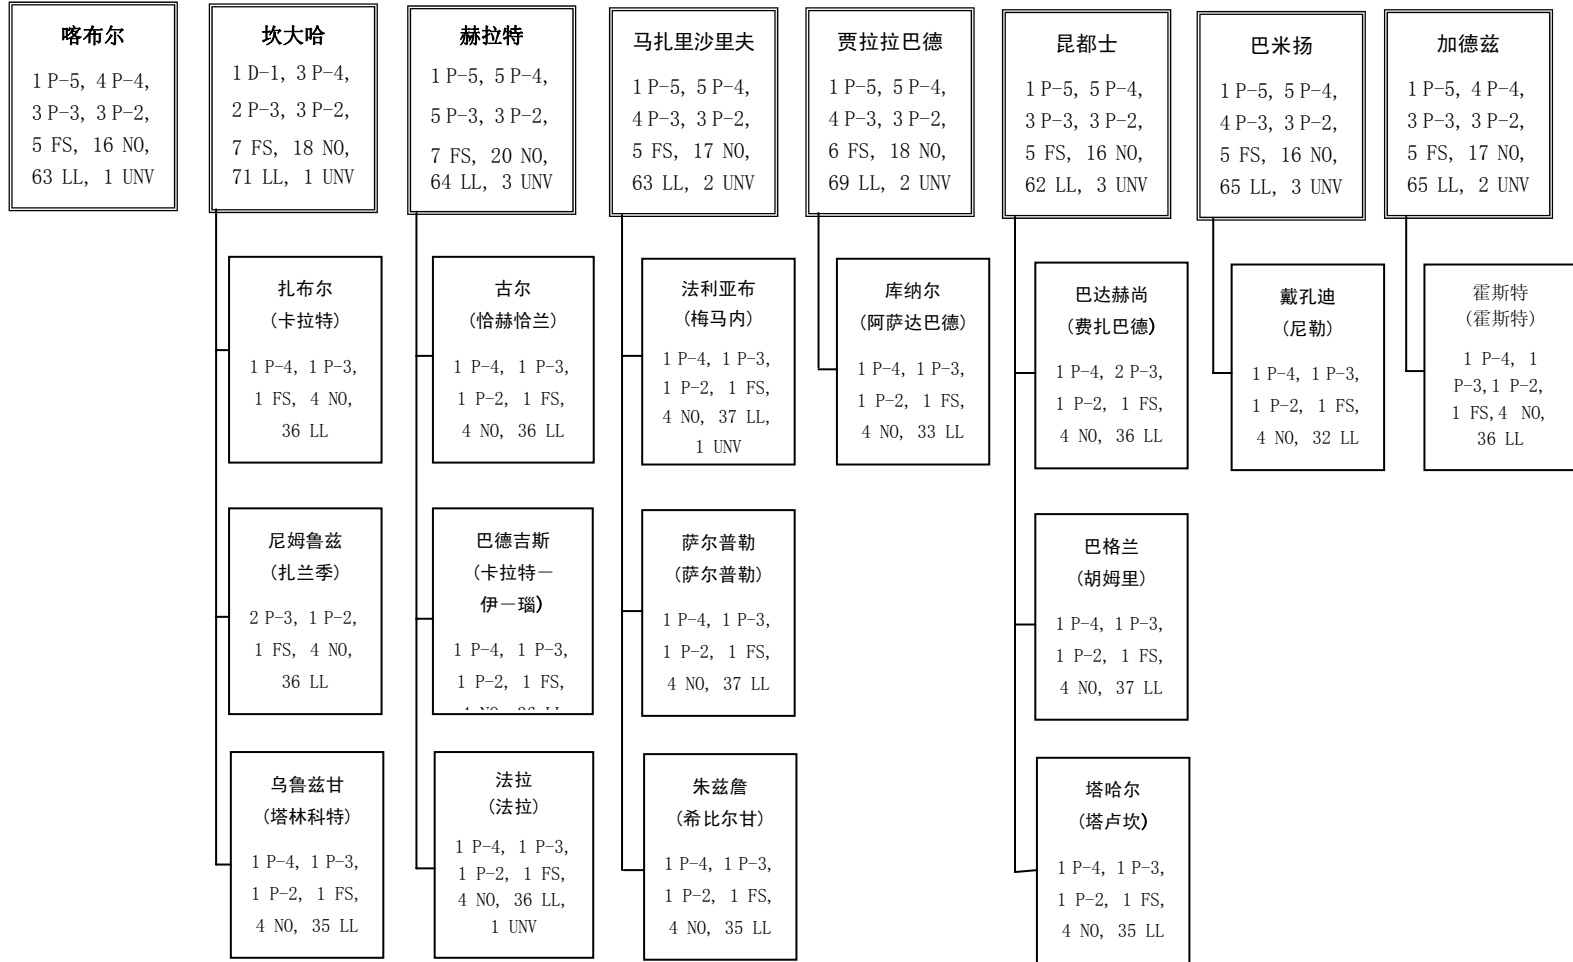 喀布尔
1 P-5, 4 P-4,
3 P-3, 3 P-2,
5 FS, 16 NO,
63 LL, 1 UNV
坎大哈
1 D-1, 3 P-4,
2 P-3, 3 P-2,
7 FS, 18 NO,
71 LL, 1 UNV
扎布尔
(卡拉特)
1 P-4, 1 P-3,
1 FS, 4 NO,
36 LL
尼姆鲁兹
(扎兰季)
2 P-3, 1 P-2,
1 FS, 4 NO,
36 LL
乌鲁兹甘
(塔林科特)
1 P-4, 1 P-3,
1 P-2, 1 FS,
4 NO, 35 LL
赫拉特
1 P-5, 5 P-4,
5 P-3, 3 P-2,
7 FS, 20 NO,
64 LL, 3 UNV
古尔
(恰赫恰兰)
1 P-4, 1 P-3,
1 P-2, 1 FS,
4 NO, 36 LL
巴德吉斯
(卡拉特－
伊－瑙)
1 P-4, 1 P-3,
1 P-2, 1 FS,
法拉
(法拉)
1 P-4, 1 P-3,
1 P-2, 1 FS,
4 NO, 36 LL,
1 UNV
马扎里沙里夫
1 P-5, 5 P-4,
4 P-3, 3 P-2,
5 FS, 17 NO,
63 LL, 2 UNV
法利亚布
(梅马内)
1 P-4, 1 P-3,
1 P-2, 1 FS,
4 NO, 37 LL,
1 UNV
萨尔普勒
(萨尔普勒)
1 P-4, 1 P-3,
1 P-2, 1 FS,
4 NO, 37 LL
朱兹詹
(希比尔甘)
1 P-4, 1 P-3,
1 P-2, 1 FS,
4 NO, 35 LL
贾拉拉巴德
1 P-5, 5 P-4,
4 P-3, 3 P-2,
6 FS, 18 NO,
69 LL, 2 UNV
库纳尔
(阿萨达巴德)
1 P-4, 1 P-3,
1 P-2, 1 FS,
4 NO, 33 LL
昆都士
1 P-5, 5 P-4,
3 P-3, 3 P-2,
5 FS, 16 NO,
62 LL, 3 UNV
巴达赫尚
(费扎巴德)
1 P-4, 2 P-3,
1 P-2, 1 FS,
4 NO, 36 LL
巴格兰
(胡姆里)
1 P-4, 1 P-3,
1 P-2, 1 FS,
4 NO, 37 LL
塔哈尔
(塔卢坎)
1 P-4, 1 P-3,
1 P-2, 1 FS,
4 NO, 35 LL
巴米扬
1 P-5, 5 P-4,
4 P-3, 3 P-2,
5 FS, 16 NO,
65 LL, 3 UNV
戴孔迪
(尼勒)
1 P-4, 1 P-3,
1 P-2, 1 FS,
4 NO, 32 LL
加德兹
1 P-5, 4 P-4,
3 P-3, 3 P-2,
5 FS, 17 NO,
65 LL, 2 UNV
霍斯特
(霍斯特)
1 P-4, 1
P-3,1 P-2,
1 FS,4 NO,
36 LL